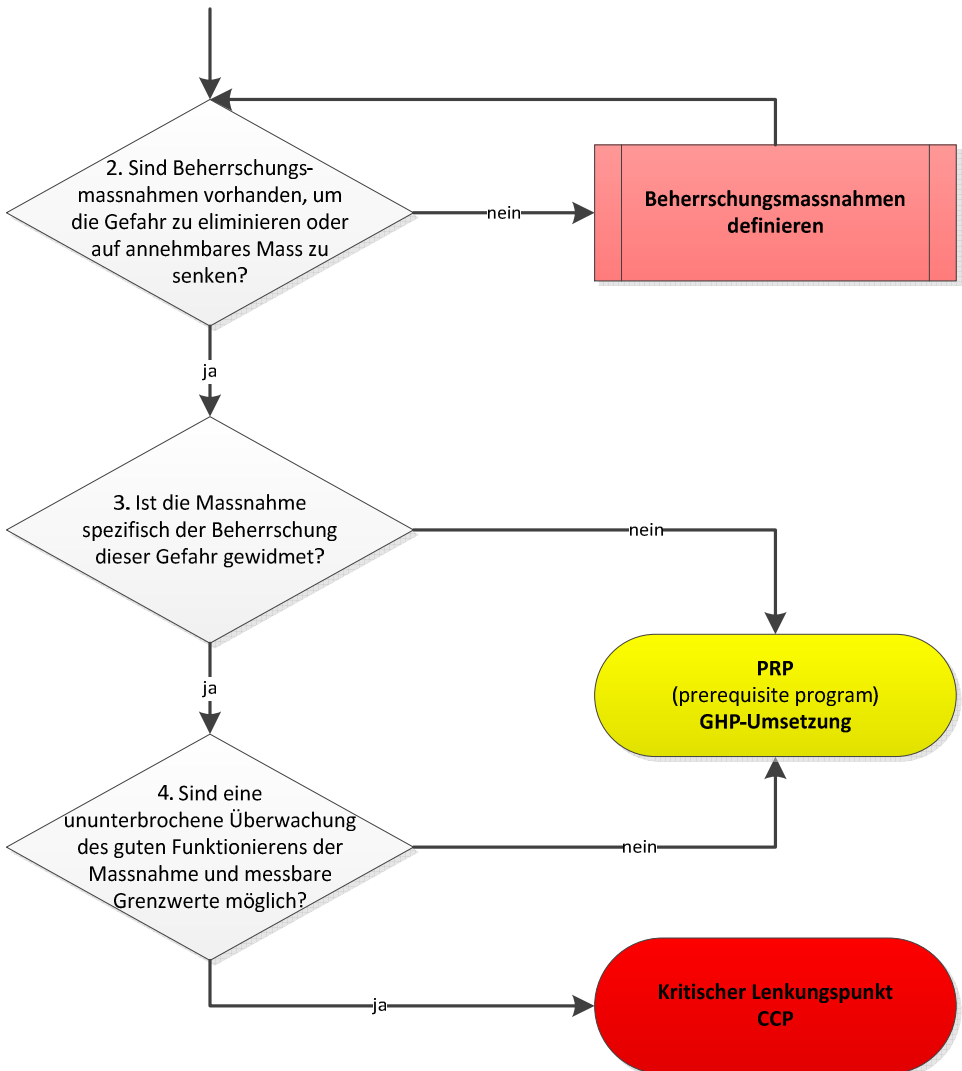 2. Sind Beherrschungs-
massnahmen vorhanden, um
die Gefahr zu eliminieren oder
auf annehmbares Mass zu
senken?
nein
Beherrschungsmassnahmen
definieren
ja
3. Ist die Massnahme
spezifisch der Beherrschung
dieser Gefahr gewidmet?
nein
PRP
(prerequisite program)
GHP-Umsetzung
ja
4. Sind eine
ununterbrochene Überwachung
des guten Funktionierens der
Massnahme und messbare
Grenzwerte möglich?
nein
ja
Kritischer Lenkungspunkt
CCP